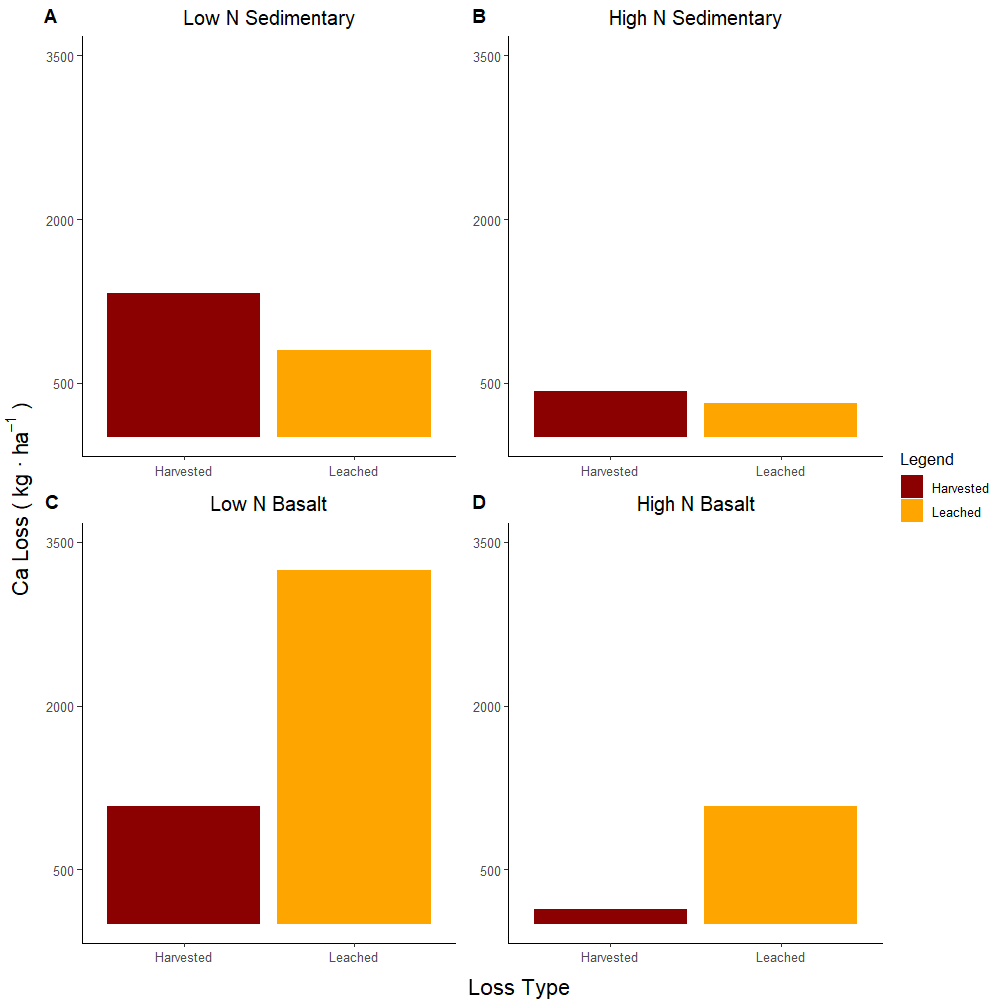 A Low N Sedimentary
3500
2000
500
Harvested Leached
B High N Sedimentary
3500
2000
500
Harvested Leached
C Low N Basalt
3500
2000
500
Harvested Leached
D High N Basalt
3500
2000
500
Harvested Leached
Ca Loss ( kg · ha⁻¹ )
Loss Type
Legend
Harvested
Leached